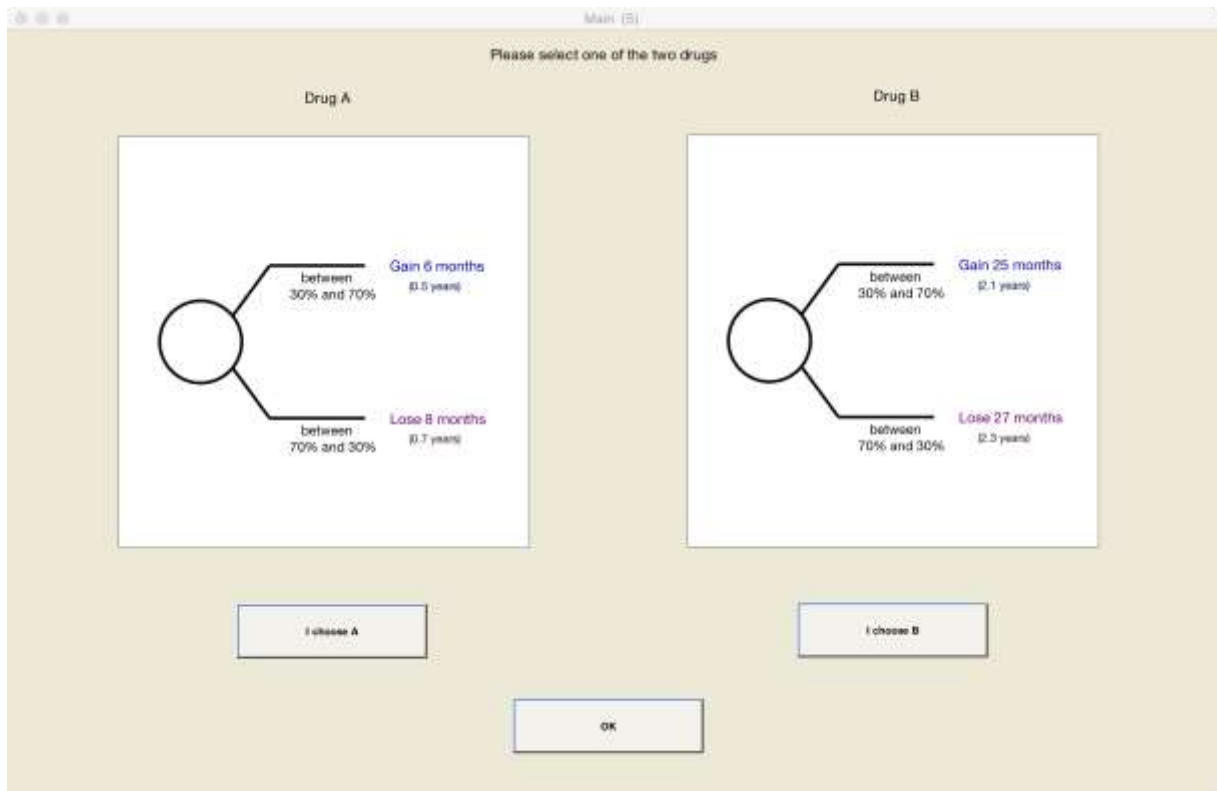 Main (S)
Please select one of the two drugs
Drug A
Gain 6 months
(0.5 years)
between
30% and 70%
Lose 8 months
(0.7 years)
between
70% and 30%
I choose A
Drug B
Gain 25 months
(2.1 years)
between
30% and 70%
Lose 27 months
(2.3 years)
between
70% and 30%
I choose B
OK